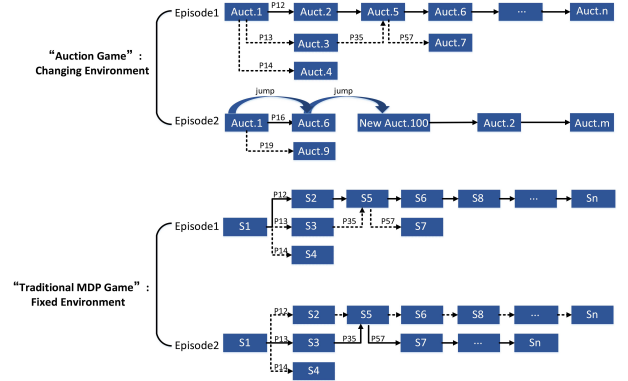 Episode1 Auct.1 P12 Auct.2 Auct.5 Auct.6 ... Auct.n
P13 Auct.3 P35 P57 Auct.7
“Auction Game”:
Changing Environment
P14 Auct.4
jump jump
Episode2 Auct.1 P16 Auct.6 New Auct.100 Auct.2 Auct.m
P19 Auct.9
P12 S2 S5 S6 S8 ... Sn
Episode1 S1 P13 S3 P35 P57 S7
P14 S4
“Traditional MDP Game”:
Fixed Environment
P12 S2 S5 S6 S8 ... Sn
Episode2 S1 P13 S3 P35 P57 S7 ... Sn
P14 S4